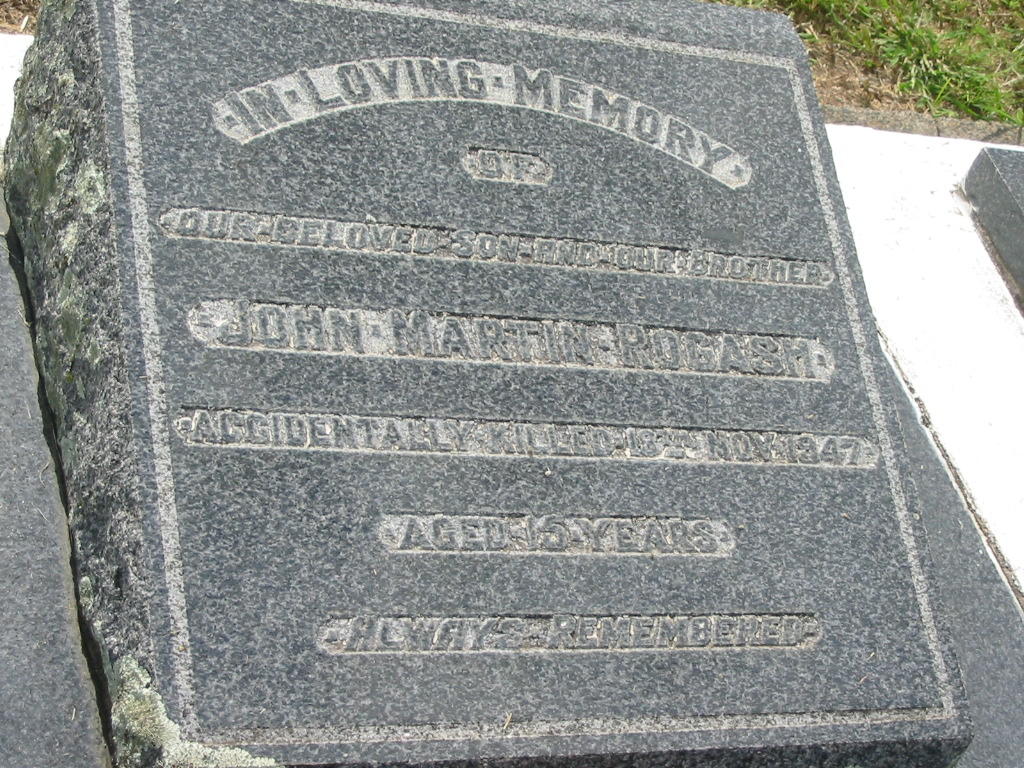 IN·LOVING·MEMORY
OF
OUR·BELOVED·SON·AND·OUR·BROTHER
JOHN·MARTIN·ROGASH
ACCIDENTALLY·KILLED·18TH·NOV.1947
AGED·15·YEARS
ALWAYS·REMEMBERED